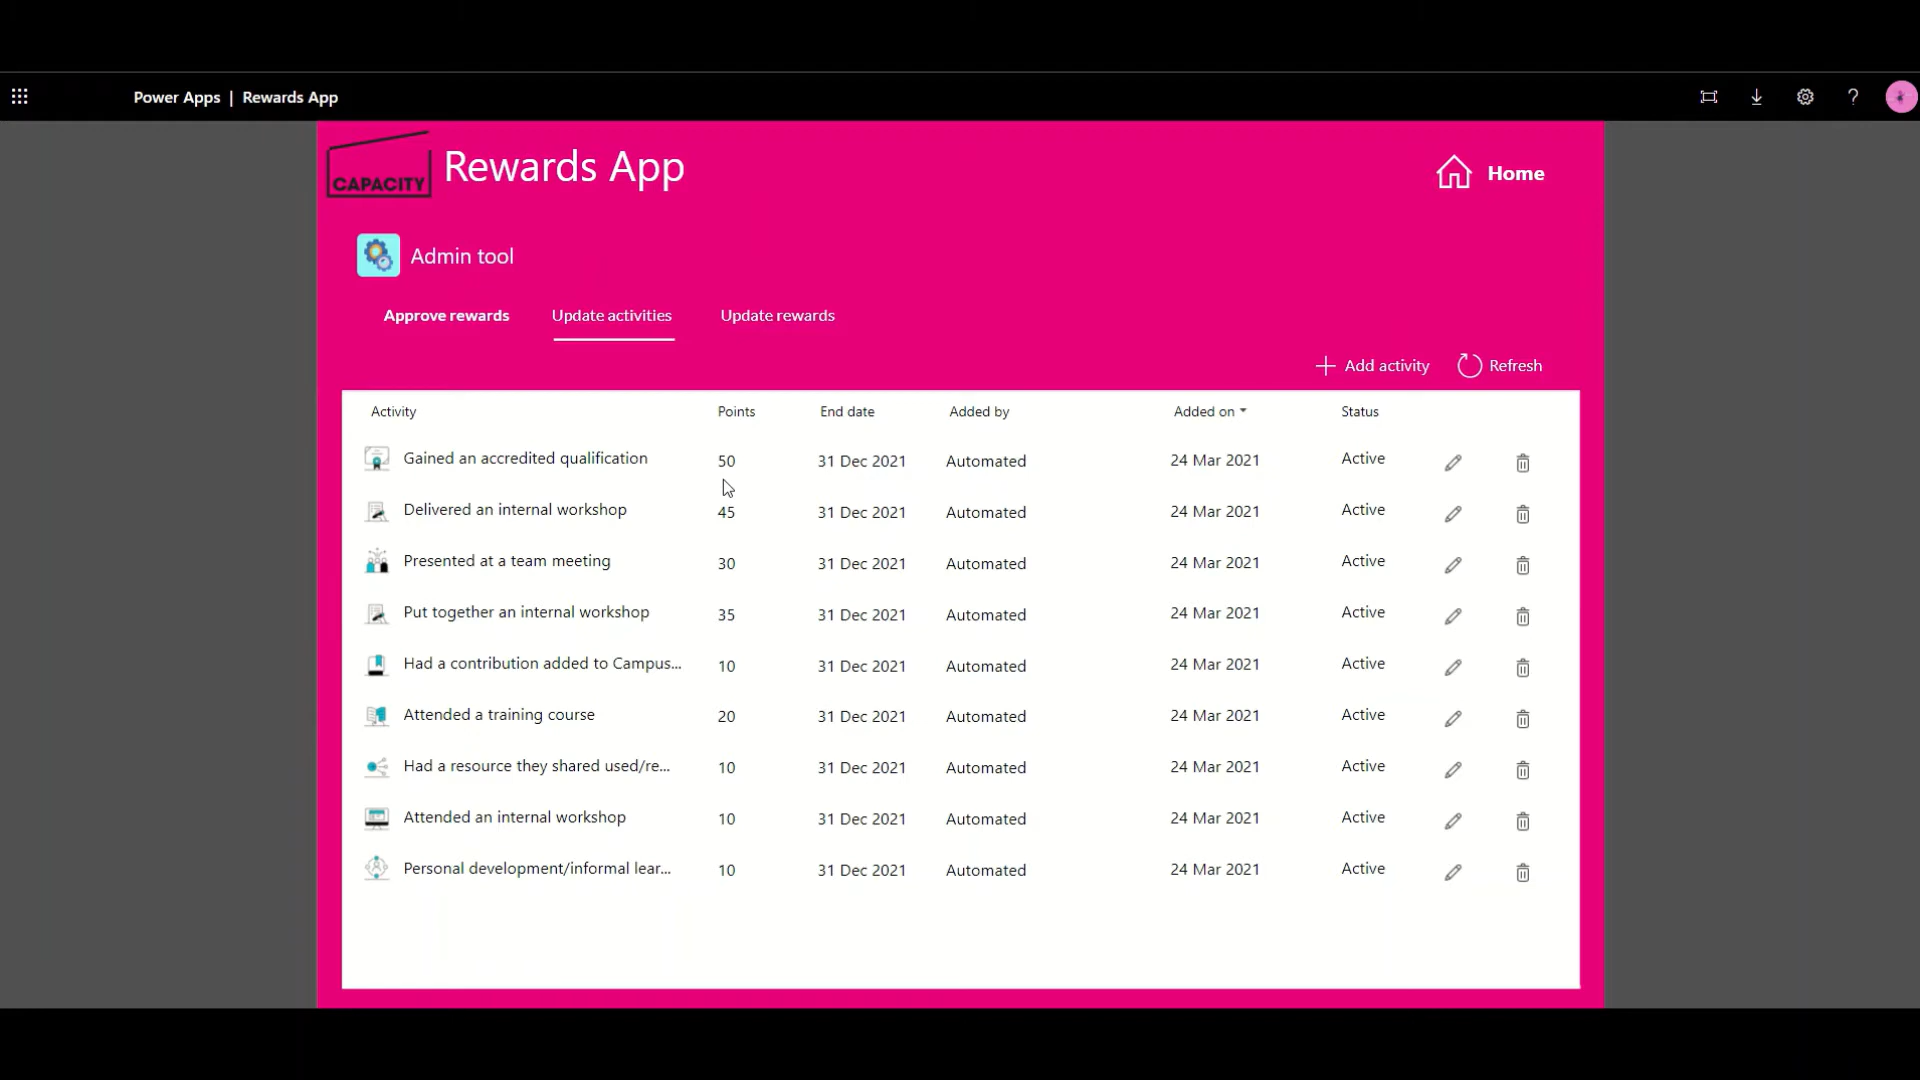 Power Apps | Rewards App
CAPACITY Rewards App Home
Admin tool
Approve rewards Update activities Update rewards
Add activity Refresh
Activity Points End date Added by Added on Status
Gained an accredited qualification 50 31 Dec 2021 Automated 24 Mar 2021 Active
Delivered an internal workshop 45 31 Dec 2021 Automated 24 Mar 2021 Active
Presented at a team meeting 30 31 Dec 2021 Automated 24 Mar 2021 Active
Put together an internal workshop 35 31 Dec 2021 Automated 24 Mar 2021 Active
Had a contribution added to Campus... 10 31 Dec 2021 Automated 24 Mar 2021 Active
Attended a training course 20 31 Dec 2021 Automated 24 Mar 2021 Active
Had a resource they shared used/re... 10 31 Dec 2021 Automated 24 Mar 2021 Active
Attended an internal workshop 10 31 Dec 2021 Automated 24 Mar 2021 Active
Personal development/informal lear... 10 31 Dec 2021 Automated 24 Mar 2021 Active